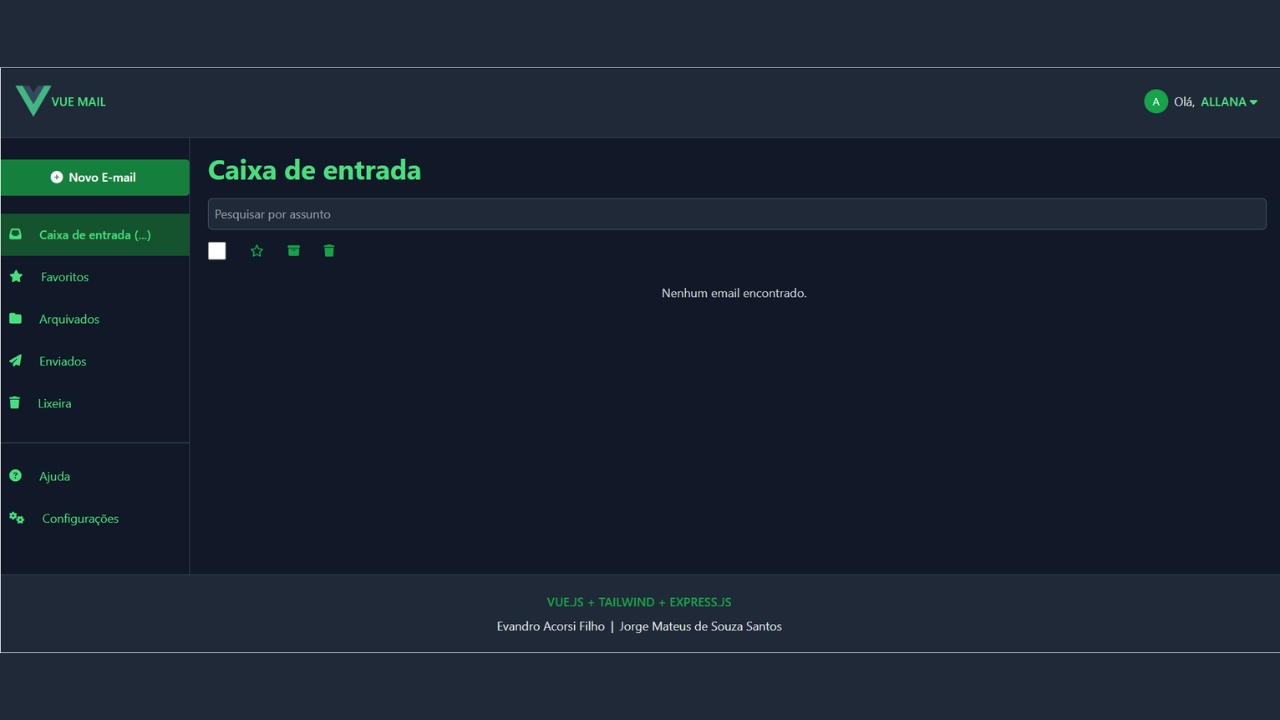 VUE MAIL
A Olá, ALLANA
Novo E-mail
Caixa de entrada (...)
Favoritos
Arquivados
Enviados
Lixeira
Ajuda
Configurações
Caixa de entrada
Pesquisar por assunto
Nenhum email encontrado.
VUE.JS + TAILWIND + EXPRESS.JS
Evandro Acorsi Filho | Jorge Mateus de Souza Santos